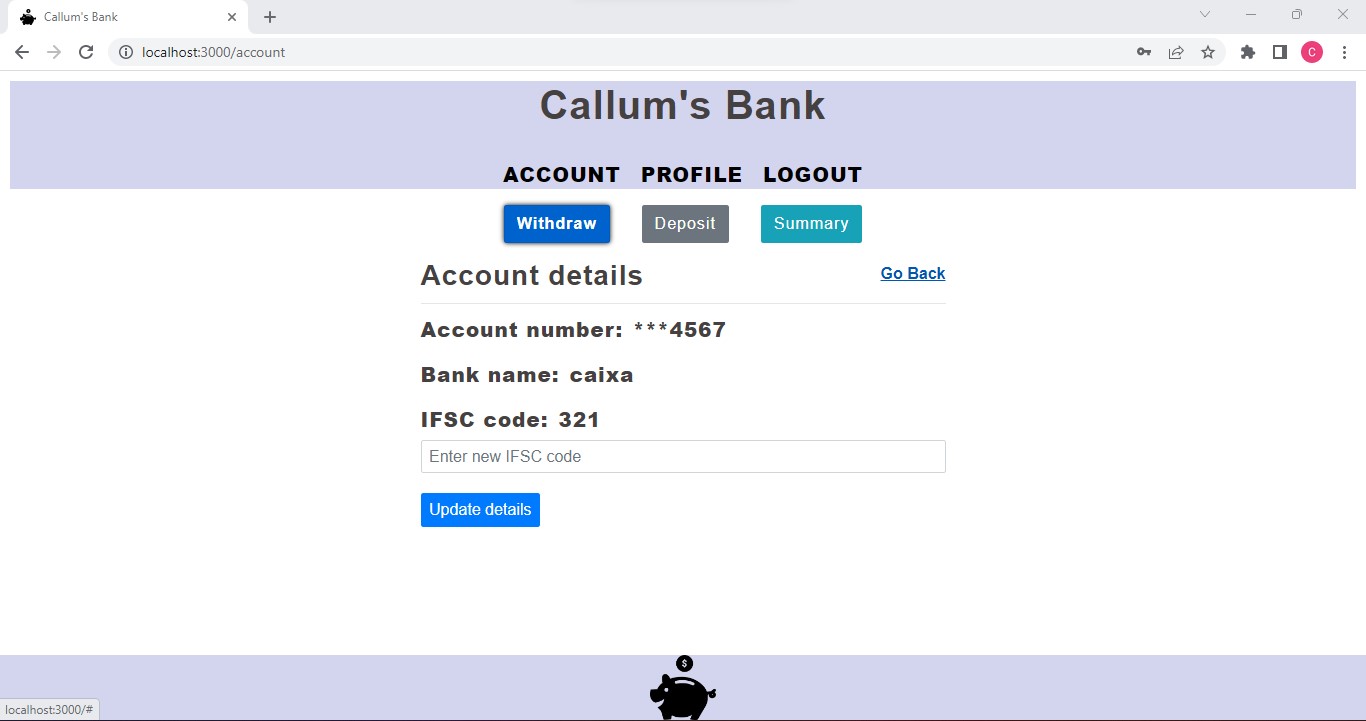 Callum's Bank
localhost:3000/account
C
Callum's Bank
ACCOUNT PROFILE LOGOUT
Withdraw Deposit Summary
Account details Go Back
Account number: ***4567
Bank name: caixa
IFSC code: 321
Enter new IFSC code
Update details
$
localhost:3000/#